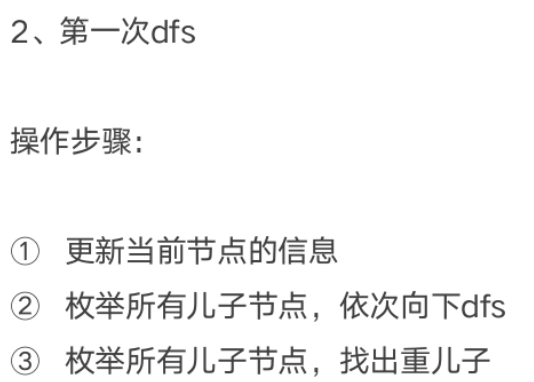 2、第一次dfs
操作步骤：
① 更新当前节点的信息
② 枚举所有儿子节点，依次向下dfs
③ 枚举所有儿子节点，找出重儿子